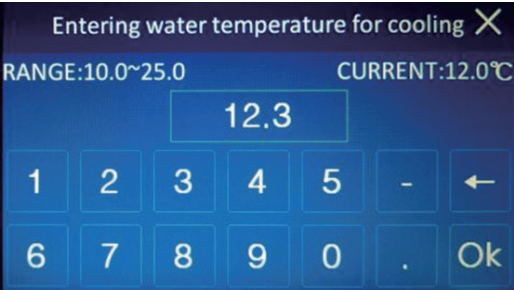 Entering water temperature for cooling ×
RANGE:10.0~25.0 CURRENT:12.0℃
12.3
1 2 3 4 5 - ←
6 7 8 9 0 . Ok